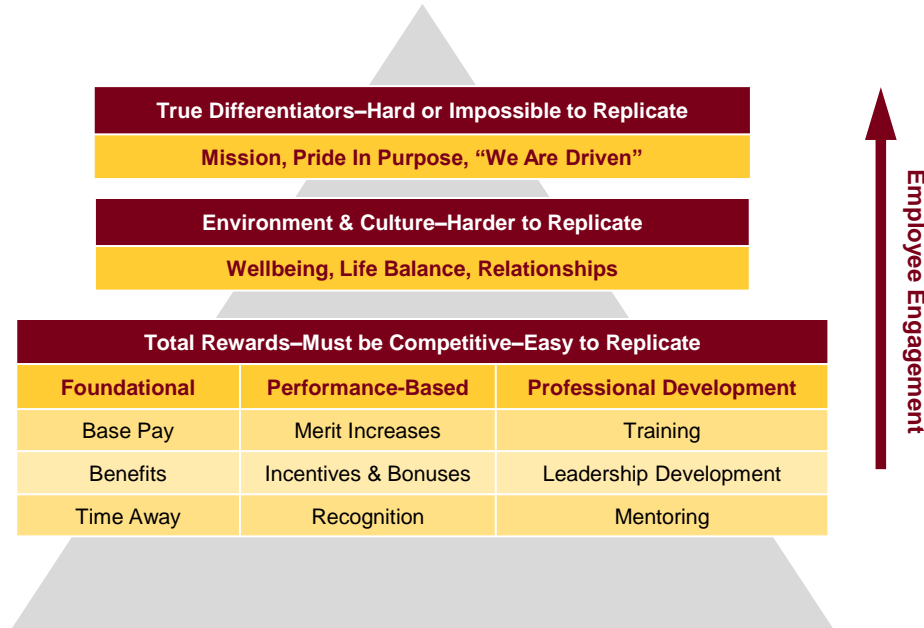 True Differentiators–Hard or Impossible to Replicate
Mission, Pride In Purpose, “We Are Driven”
Environment & Culture–Harder to Replicate
Wellbeing, Life Balance, Relationships
Total Rewards–Must be Competitive–Easy to Replicate
Foundational Performance-Based Professional Development
Base Pay Merit Increases Training
Benefits Incentives & Bonuses Leadership Development
Time Away Recognition Mentoring
Employee Engagement